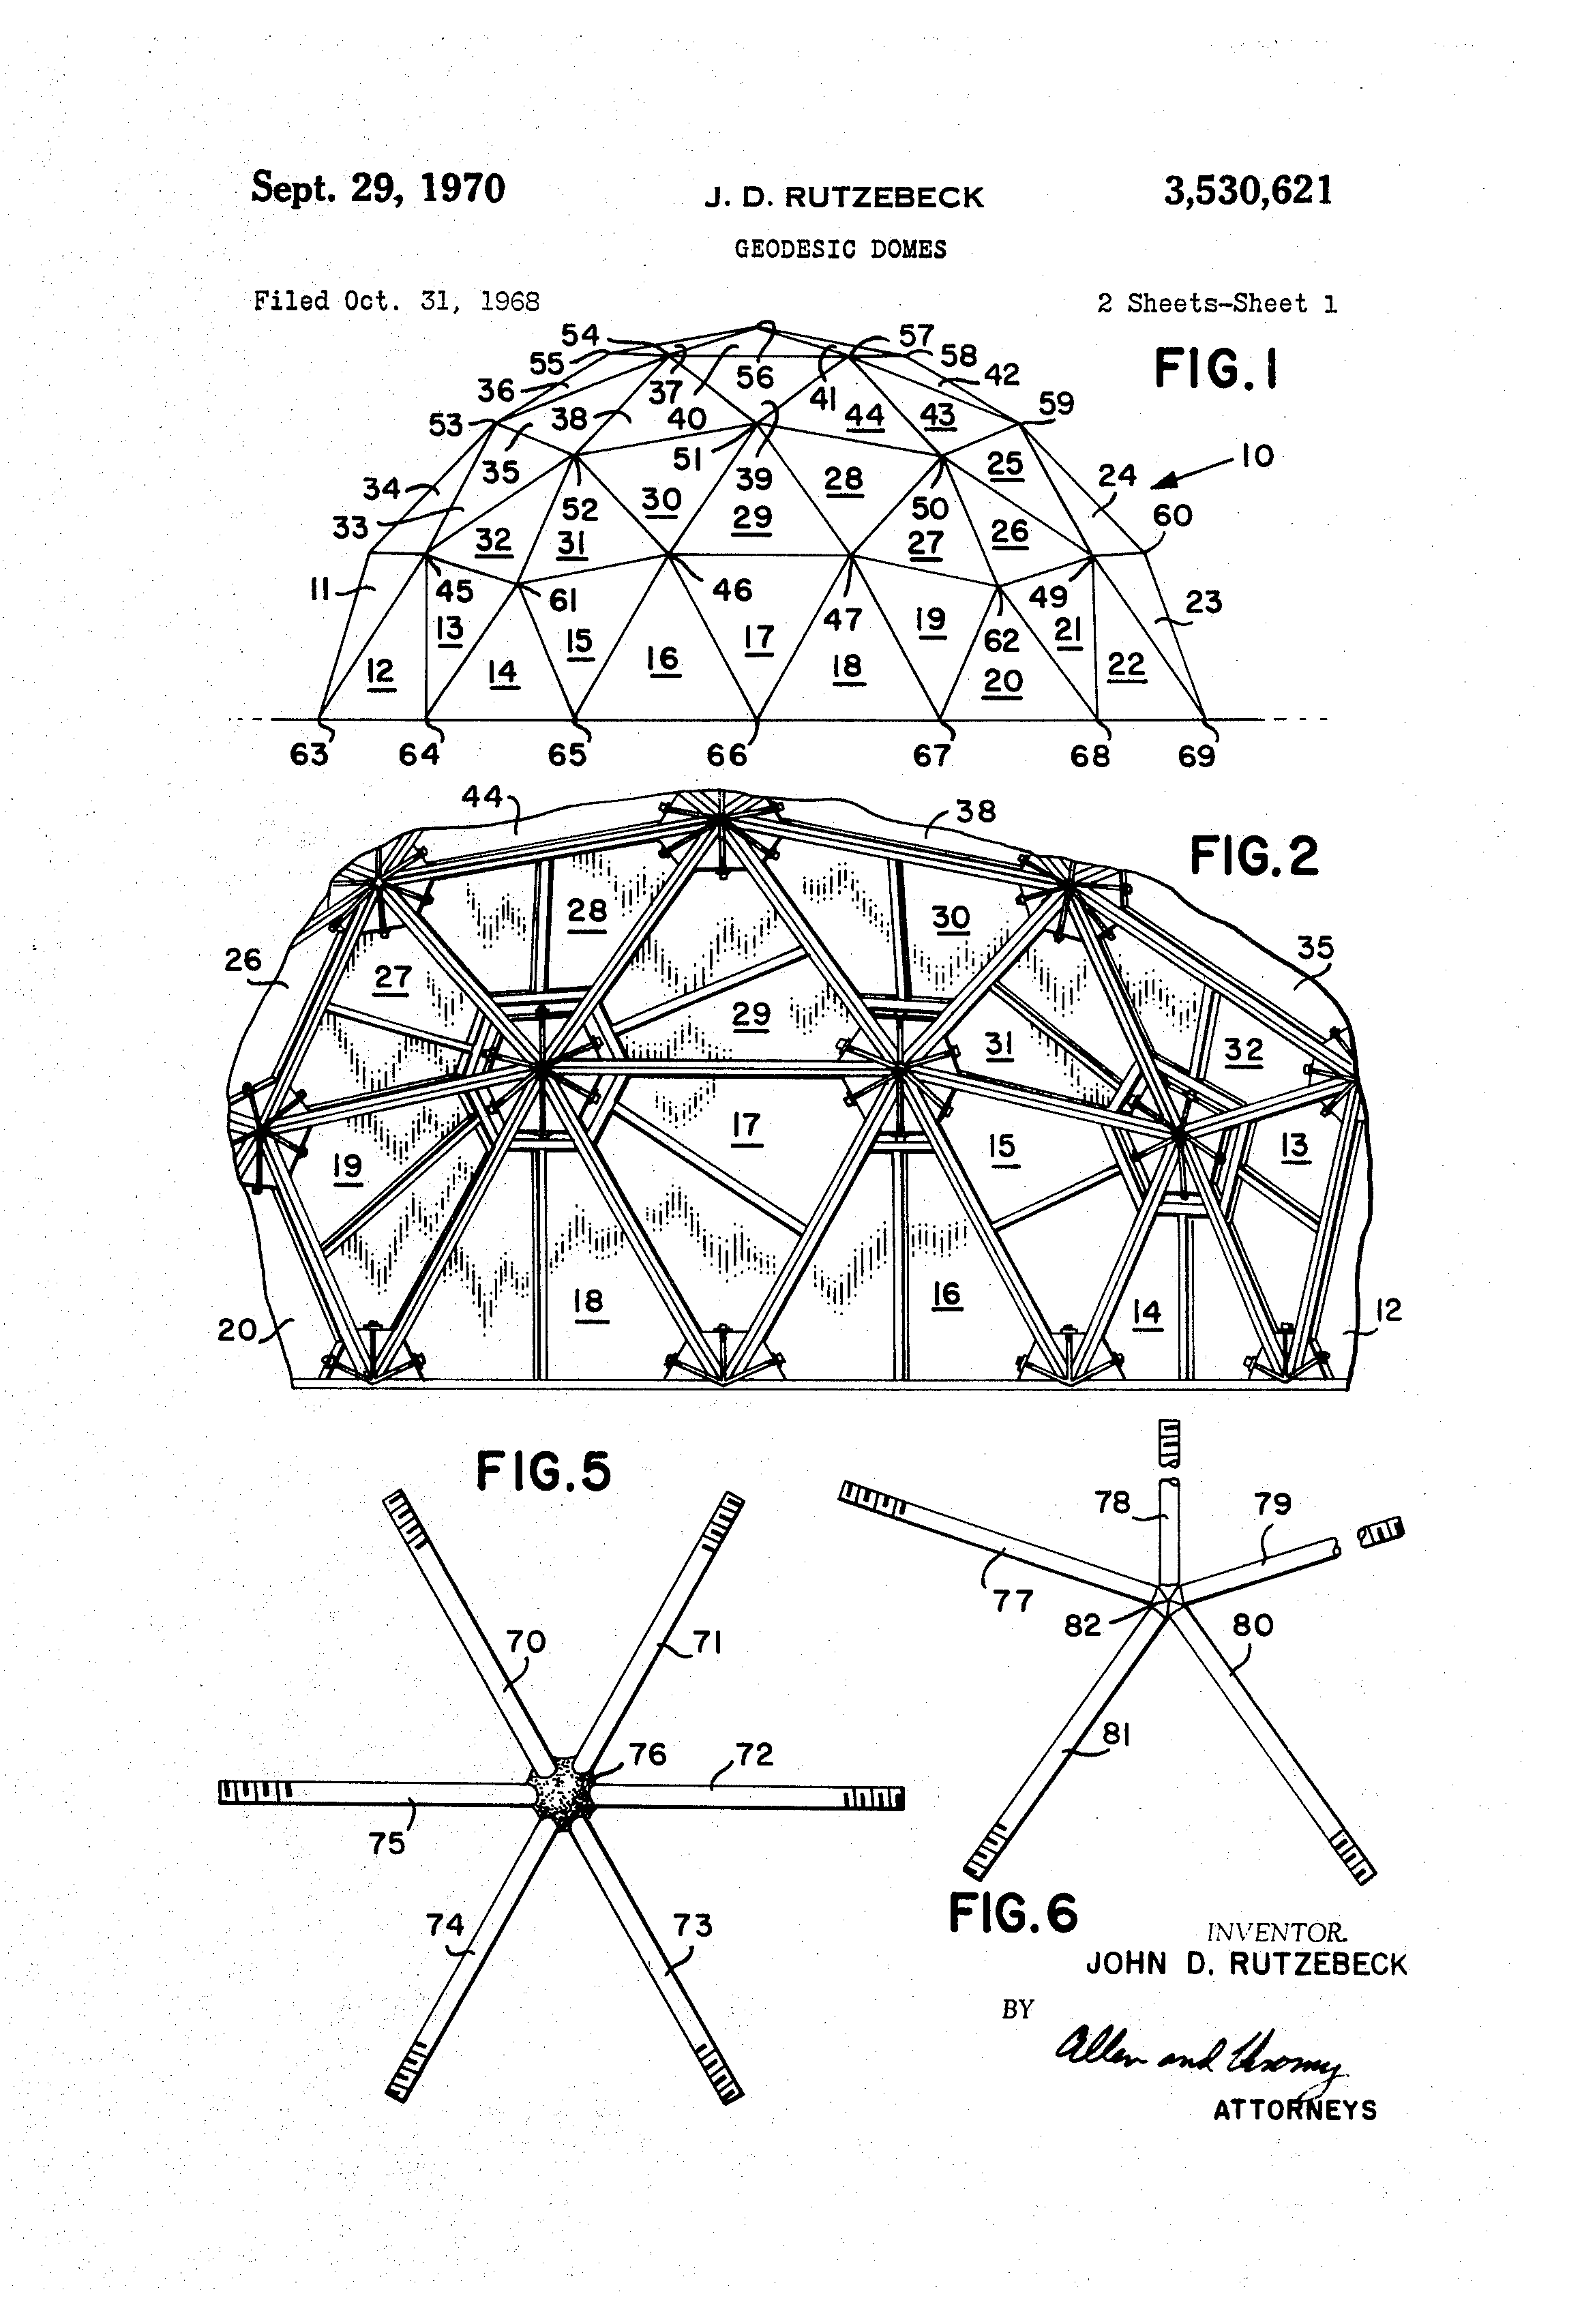 Sept. 29, 1970 J. D. RUTZEBECK 3,530,621
GEODESIC DOMES
Filed Oct. 31, 1968 2 Sheets-Sheet 1
FIG.1
54 57
55 58
36 37 56 41 42
53 38 40 44 43 59
35 51 39 28 25 24 10
34 30
33 52 29 50 26 60
32 31 27
11 45 61 46 49 23
13 47 19
15 17 62 21
12 14 16 18 20 22
63 64 65 66 67 68 69
FIG.2
44 38
28 30
26 27 35
29 31 32
17 15 13
19
18 16 14 12
20
FIG.5
70 71
76 72
75
74 73
78 79
77
82 80
81
FIG.6
INVENTOR.
JOHN D. RUTZEBECK
BY
Allen and Chromy
ATTORNEYS